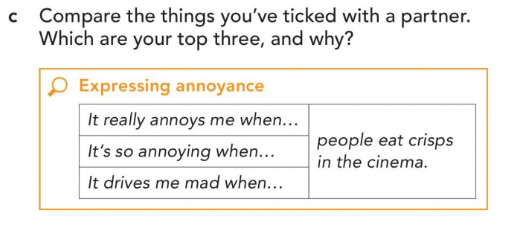 c Compare the things you've ticked with a partner.
Which are your top three, and why?
Expressing annoyance
It really annoys me when...
It's so annoying when...
It drives me mad when...
people eat crisps
in the cinema.